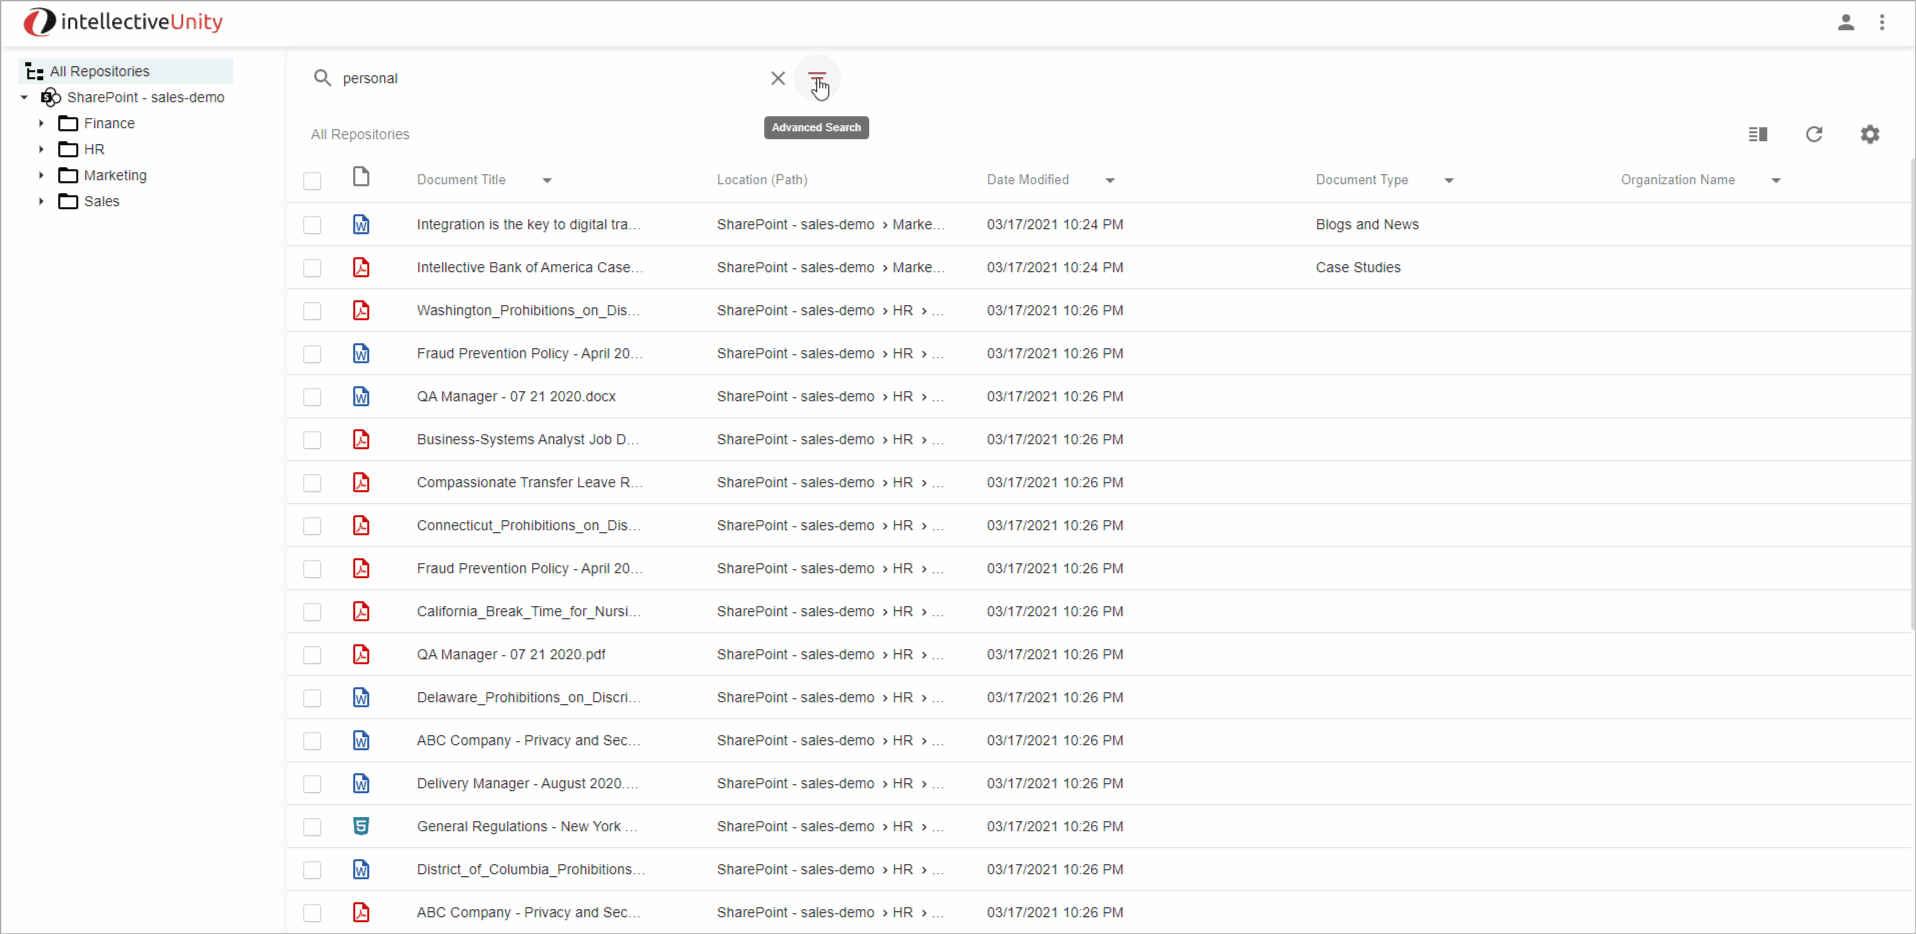 intellectiveUnity
All Repositories
SharePoint - sales-demo
Finance
HR
Marketing
Sales
personal
Advanced Search
All Repositories
Document Title Location (Path) Date Modified Document Type Organization Name
Integration is the key to digital tra... SharePoint - sales-demo › Marke... 03/17/2021 10:24 PM Blogs and News
Intellective Bank of America Case... SharePoint - sales-demo › Marke... 03/17/2021 10:24 PM Case Studies
Washington_Prohibitions_on_Dis... SharePoint - sales-demo › HR › ... 03/17/2021 10:26 PM
Fraud Prevention Policy - April 20... SharePoint - sales-demo › HR › ... 03/17/2021 10:26 PM
QA Manager - 07 21 2020.docx SharePoint - sales-demo › HR › ... 03/17/2021 10:26 PM
Business-Systems Analyst Job D... SharePoint - sales-demo › HR › ... 03/17/2021 10:26 PM
Compassionate Transfer Leave R... SharePoint - sales-demo › HR › ... 03/17/2021 10:26 PM
Connecticut_Prohibitions_on_Dis... SharePoint - sales-demo › HR › ... 03/17/2021 10:26 PM
Fraud Prevention Policy - April 20... SharePoint - sales-demo › HR › ... 03/17/2021 10:26 PM
California_Break_Time_for_Nursi... SharePoint - sales-demo › HR › ... 03/17/2021 10:26 PM
QA Manager - 07 21 2020.pdf SharePoint - sales-demo › HR › ... 03/17/2021 10:26 PM
Delaware_Prohibitions_on_Discri... SharePoint - sales-demo › HR › ... 03/17/2021 10:26 PM
ABC Company - Privacy and Sec... SharePoint - sales-demo › HR › ... 03/17/2021 10:26 PM
Delivery Manager - August 2020.... SharePoint - sales-demo › HR › ... 03/17/2021 10:26 PM
General Regulations - New York ... SharePoint - sales-demo › HR › ... 03/17/2021 10:26 PM
District_of_Columbia_Prohibitions... SharePoint - sales-demo › HR › ... 03/17/2021 10:26 PM
ABC Company - Privacy and Sec... SharePoint - sales-demo › HR › ... 03/17/2021 10:26 PM